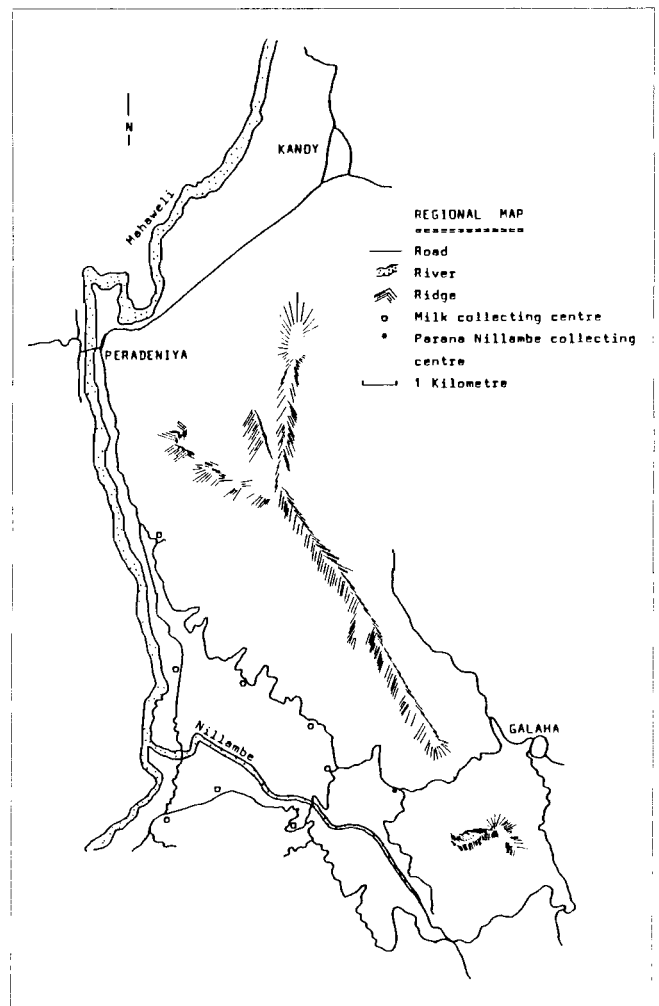 N
KANDY
Mahaweli
REGIONAL MAP
Road
River
Ridge
Milk collecting centre
Parana Nillambe collecting
centre
1 Kilometre
PERADENIYA
Nillambe
GALAHA